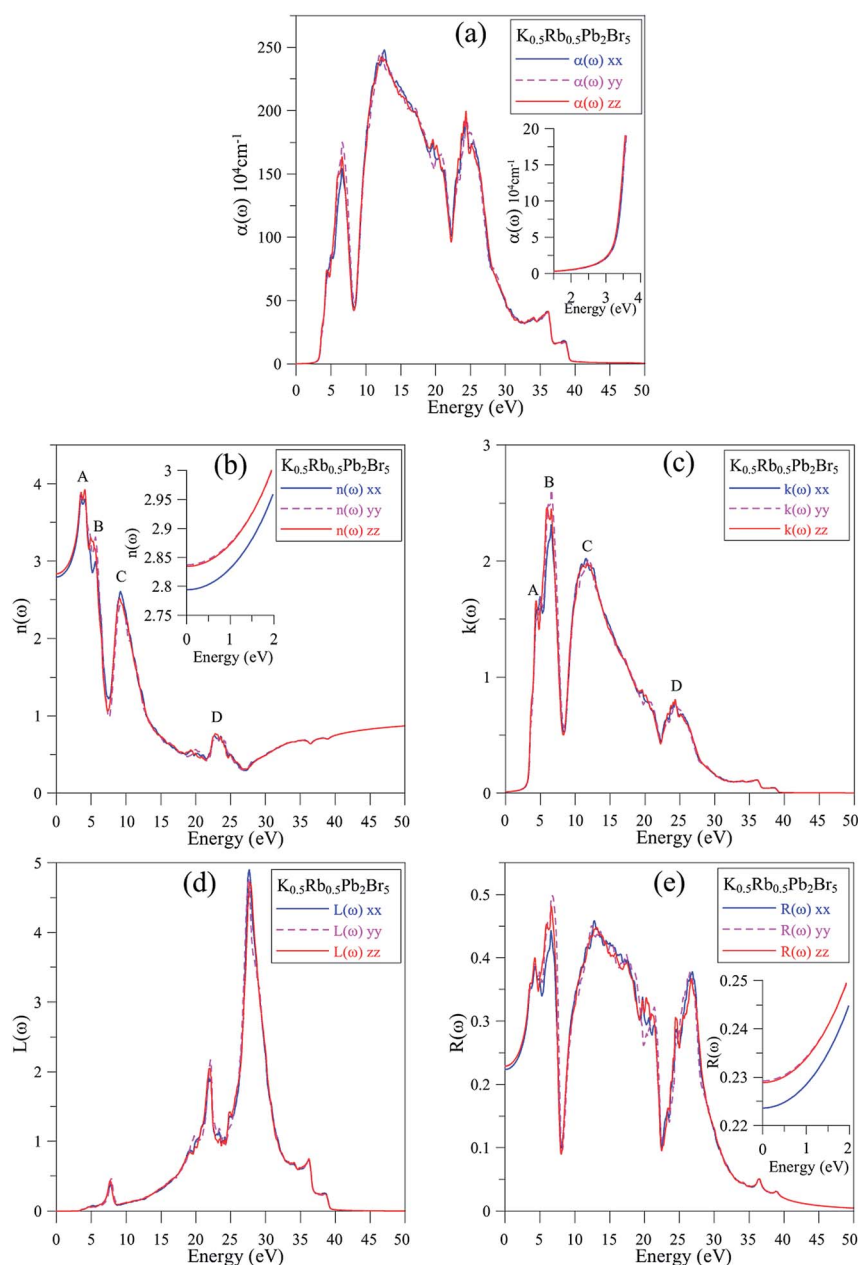 (a)
K0.5Rb0.5Pb2Br5
α(ω) xx
α(ω) yy
α(ω) zz
α(ω) 10⁴cm⁻¹
250
200
150
100
50
0
0 5 10 15 20 25 30 35 40 45 50
Energy (eV)
α(ω) 10⁴cm⁻¹
20
15
10
5
0
2 3 4
Energy (eV)
(b)
K0.5Rb0.5Pb2Br5
n(ω) xx
n(ω) yy
n(ω) zz
A
B
C
D
n(ω)
4
3
2
1
0
0 5 10 15 20 25 30 35 40 45 50
Energy (eV)
n(ω)
3
2.95
2.9
2.85
2.8
2.75
0 1 2
Energy (eV)
(c)
K0.5Rb0.5Pb2Br5
k(ω) xx
k(ω) yy
k(ω) zz
A
B
C
D
k(ω)
3
2
1
0
0 5 10 15 20 25 30 35 40 45 50
Energy (eV)
(d)
K0.5Rb0.5Pb2Br5
L(ω) xx
L(ω) yy
L(ω) zz
L(ω)
5
4
3
2
1
0
0 5 10 15 20 25 30 35 40 45 50
Energy (eV)
(e)
K0.5Rb0.5Pb2Br5
R(ω) xx
R(ω) yy
R(ω) zz
R(ω)
0.5
0.4
0.3
0.2
0.1
0
0 5 10 15 20 25 30 35 40 45 50
Energy (eV)
R(ω)
0.25
0.24
0.23
0.22
0 1 2
Energy (eV)